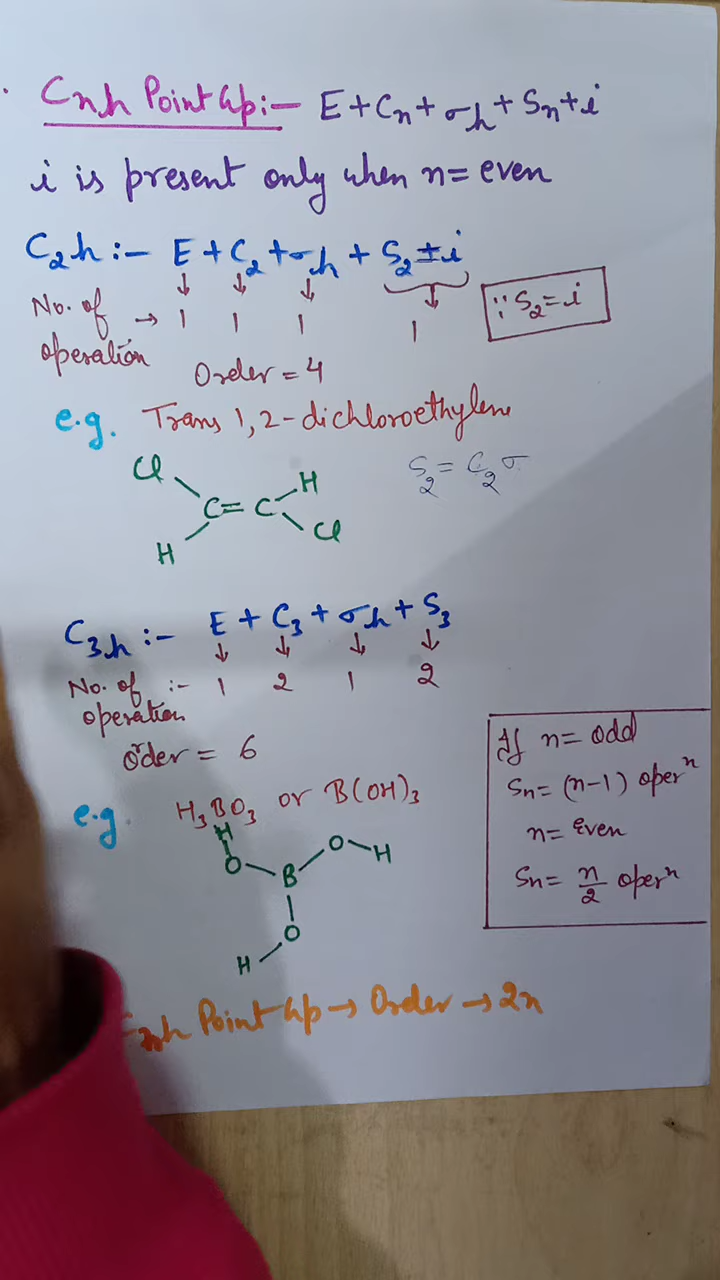 Cnh Point Gp:- E + Cn + σh + Sn + i
i is present only when n = even
C2h :- E + C2 + σh + S2 ± i
↓ ↓ ↓ ↓
No. of operation → 1 1 1 1
∵ S2 = i
Order = 4
e.g. Trans 1,2-dichloroethylene
S2 = C2 σ
Cl H
C = C
H Cl
C3h :- E + C3 + σh + S3
↓ ↓ ↓ ↓
No. of operation :- 1 2 1 2
oder = 6
If n = odd
Sn = (n-1) operⁿ
n = Even
Sn = n/2 operⁿ
e.g. H3BO3 or B(OH)3
H
O O-H
B
O
H
nh Point Gp → Order → 2n